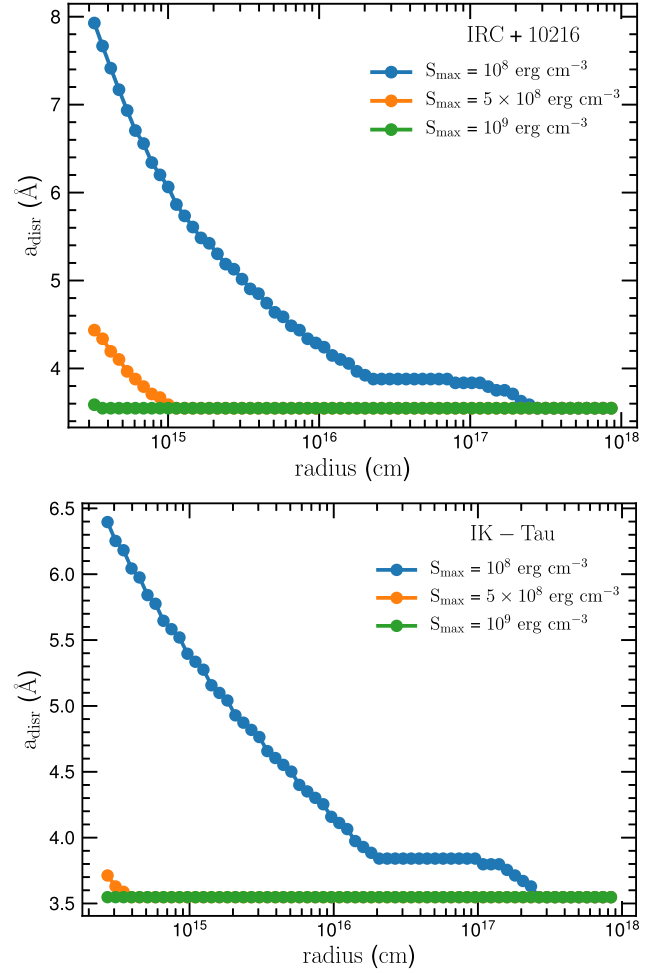 IRC + 10216
S_max = 10^8 erg cm^−3
S_max = 5 × 10^8 erg cm^−3
S_max = 10^9 erg cm^−3
a_disr (Å)
8
7
6
5
4
10^15
10^16
10^17
10^18
radius (cm)
IK − Tau
S_max = 10^8 erg cm^−3
S_max = 5 × 10^8 erg cm^−3
S_max = 10^9 erg cm^−3
a_disr (Å)
6.5
6.0
5.5
5.0
4.5
4.0
3.5
10^15
10^16
10^17
10^18
radius (cm)